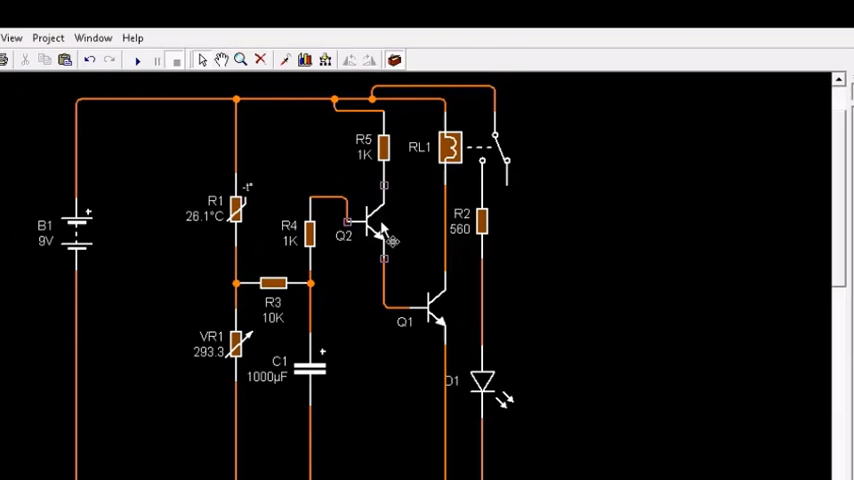 View Project Window Help
R5
1K
RL1
-t°
R1
26.1°C
R4
1K
Q2
R2
560
B1
9V
R3
10K
Q1
VR1
293.3
C1
1000µF
D1